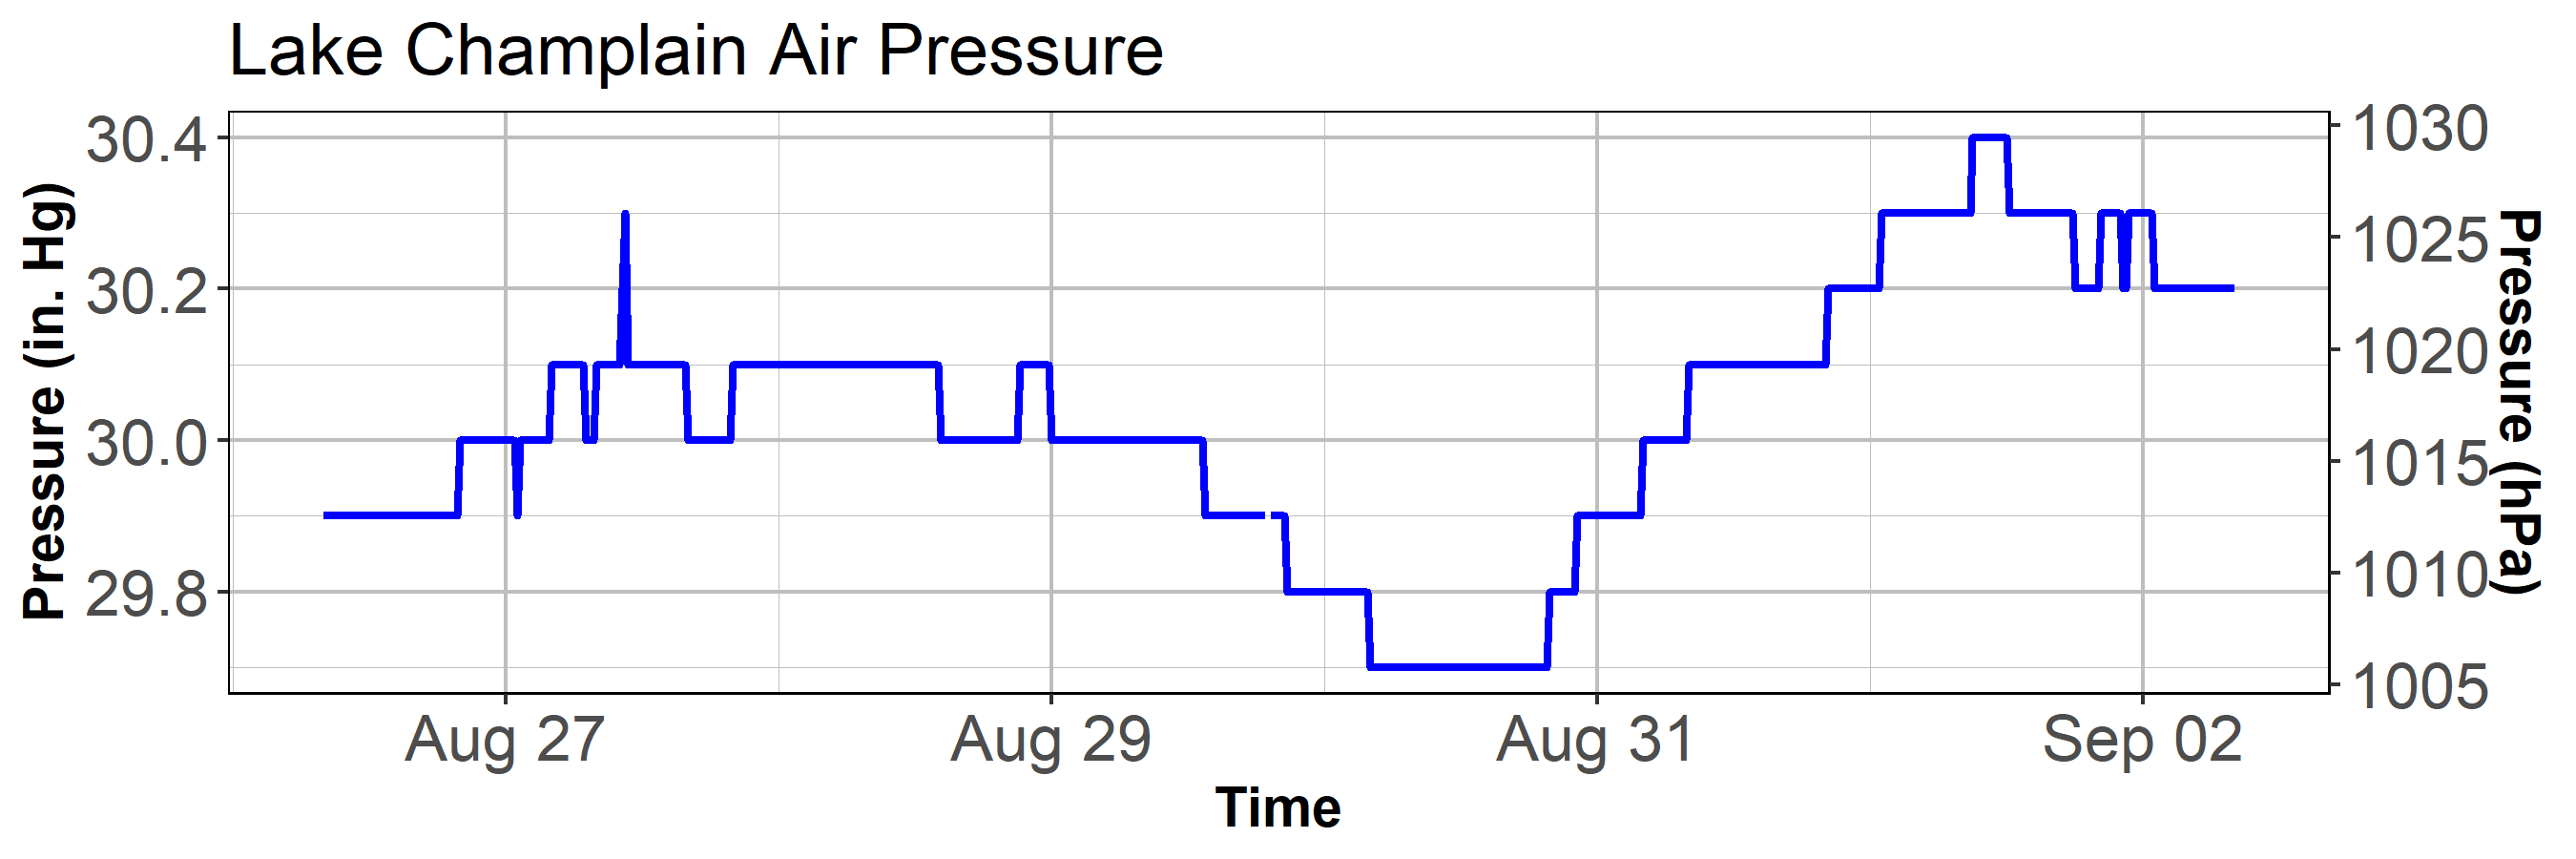 Lake Champlain Air Pressure
Pressure (in. Hg)
30.4
30.2
30.0
29.8
1030
1025
1020
1015
1010
1005
Pressure (hPa)
Aug 27
Aug 29
Aug 31
Sep 02
Time